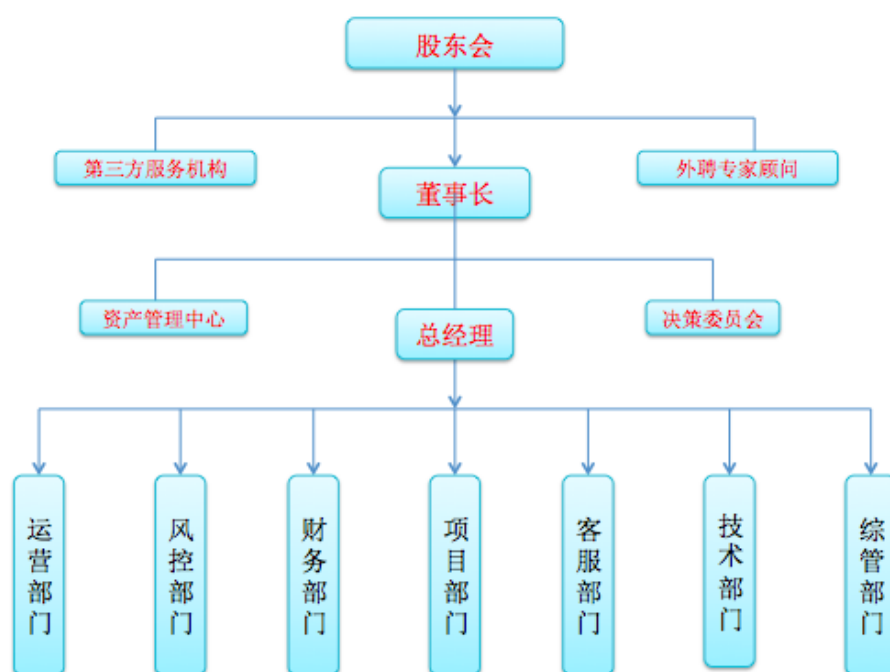 股东会
第三方服务机构
外聘专家顾问
董事长
资产管理中心
决策委员会
总经理
运营部门
风控部门
财务部门
项目部门
客服部门
技术部门
综管部门